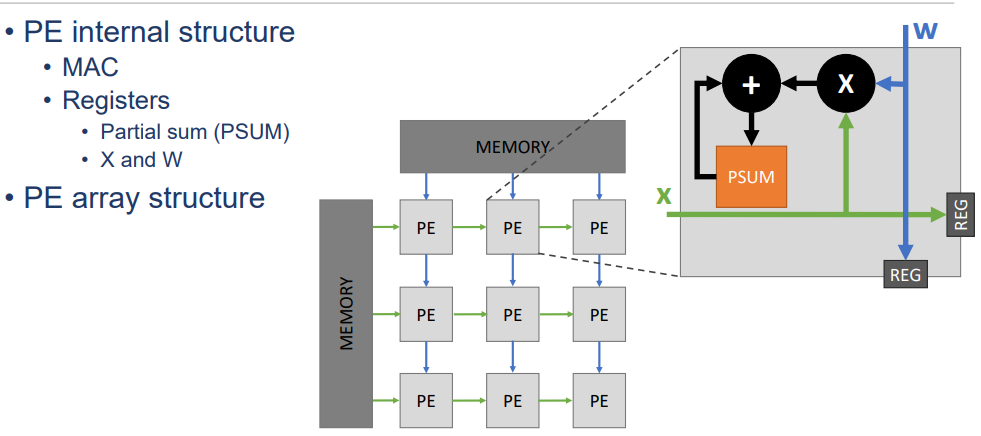 • PE internal structure
• MAC
• Registers
• Partial sum (PSUM)
• X and W
• PE array structure
MEMORY
MEMORY
PE PE PE
PE PE PE
PE PE PE
W
+ X
PSUM
X
REG
REG